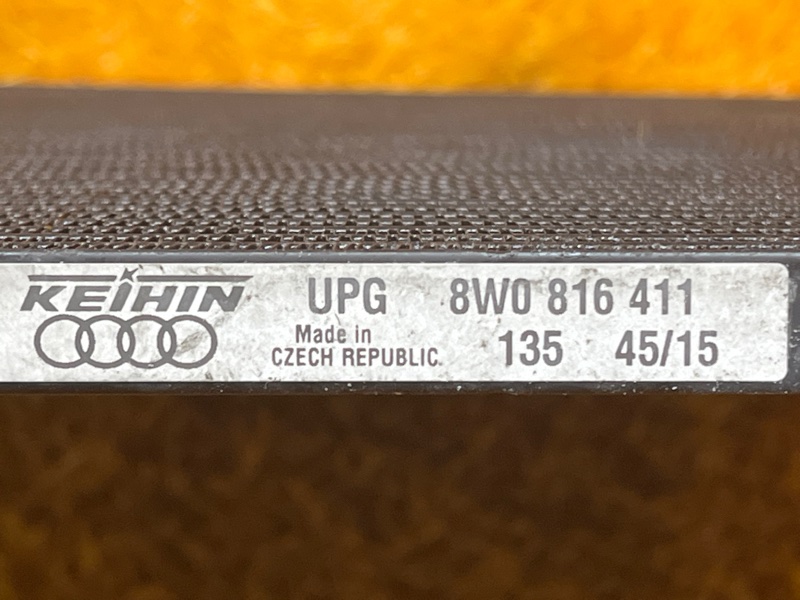 KEIHIN UPG 8W0 816 411
Made in 135 45/15
CZECH REPUBLIC